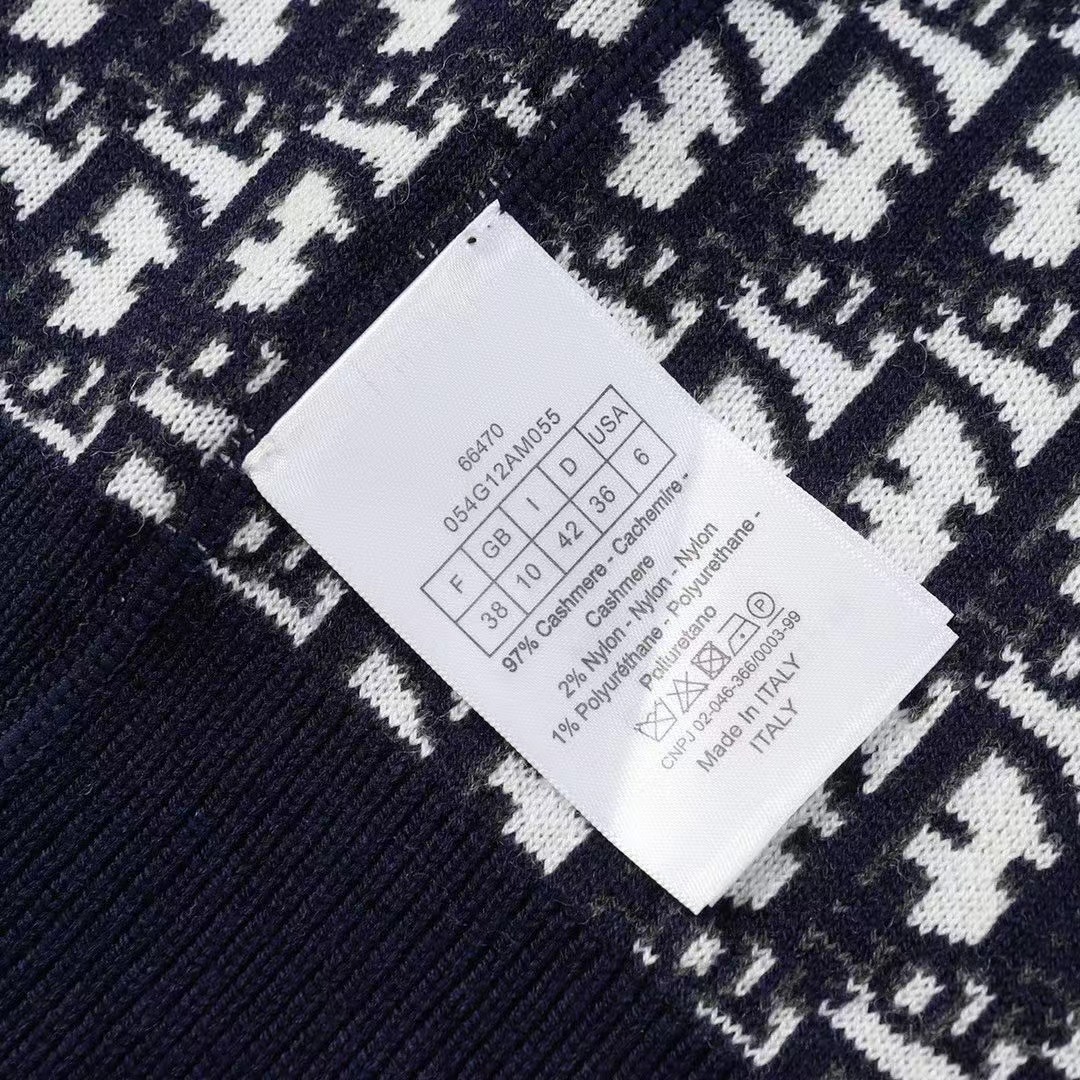 66470
054G12AM055
F GB I D USA
38 10 42 36 6
97% Cashmere - Cachemire -
Cashmere
2% Nylon - Nylon - Nylon
1% Polyuréthane - Polyurethane -
Poliuretano
P
CNPJ 02-046-366/0003-99
Made In ITALY
ITALY